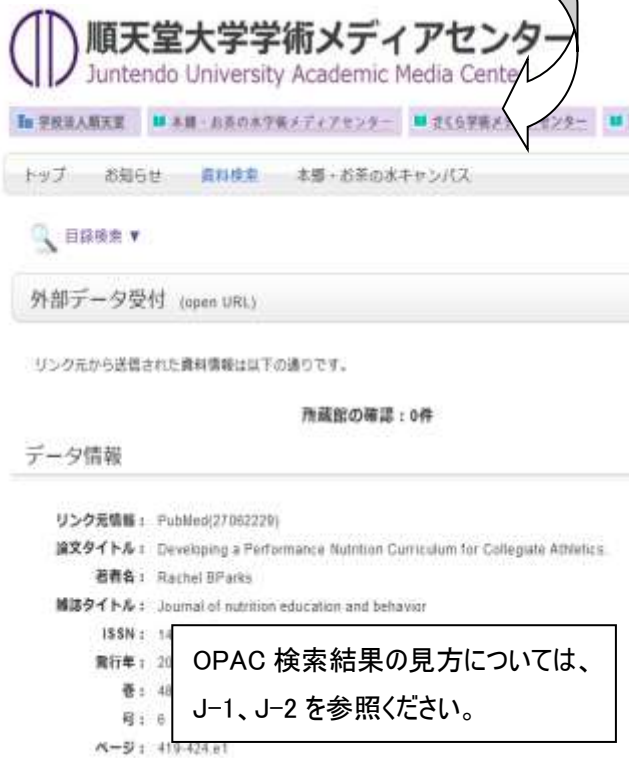 順天堂大学学術メディアセンター
Juntendo University Academic Media Cente
学校法人順天堂 本郷・お茶の水学術メディアセンター さくら学術メ センター
トップ お知らせ 資料検索 本郷・お茶の水キャンパス
目録検索 ▼
外部データ受付 (open URL)
リンク元から送信された資料情報は以下の通りです。
所蔵館の確認：0件
データ情報
リンク元情報： PubMed(27062229)
論文タイトル： Developing a Performance Nutrition Curriculum for Collegiate Athletics.
著者名： Rachel BParks
雑誌タイトル： Journal of nutrition education and behavior
ISSN： 14
発行年： 20
巻： 48
号： 6
ページ： 419-424.e1
OPAC 検索結果の見方については、
J-1、J-2 を参照ください。